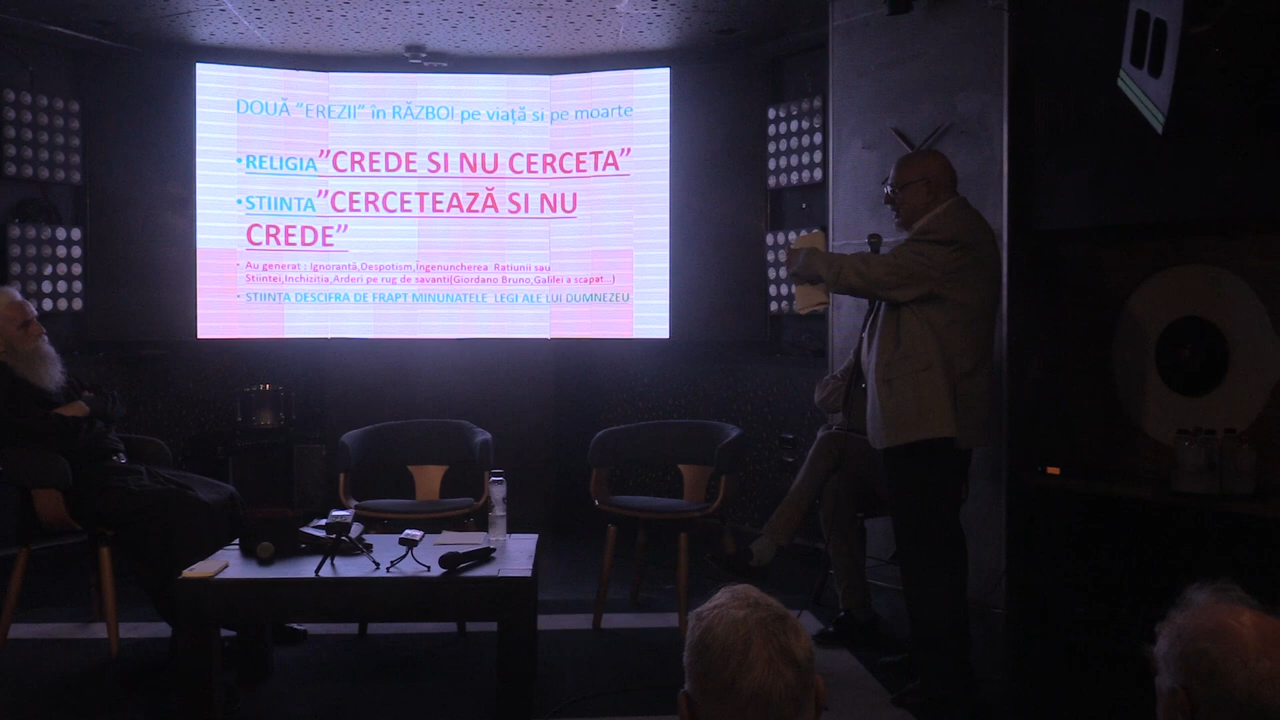 DOUĂ "EREZII" în RĂZBOI pe viață si pe moarte
• RELIGIA"CREDE SI NU CERCETA"
• STIINTA"CERCETEAZĂ SI NU
CREDE"
• Au generat : Ignorantă,Despotism,Îngenuncherea Ratiunii sau
Stiintei,Inchizitia,Arderi pe rug de savanti(Giordano Bruno,Galilei a scapat...)
• STIINTA DESCIFRA DE FRAPT MINUNATELE LEGI ALE LUI DUMNEZEU